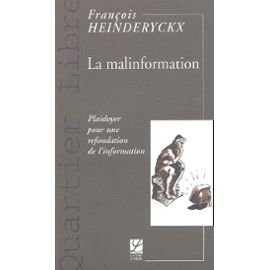 François
HEINDERYCKX
La malinformation
Plaidoyer
pour une
refondation
de l'information
Quartier Libre